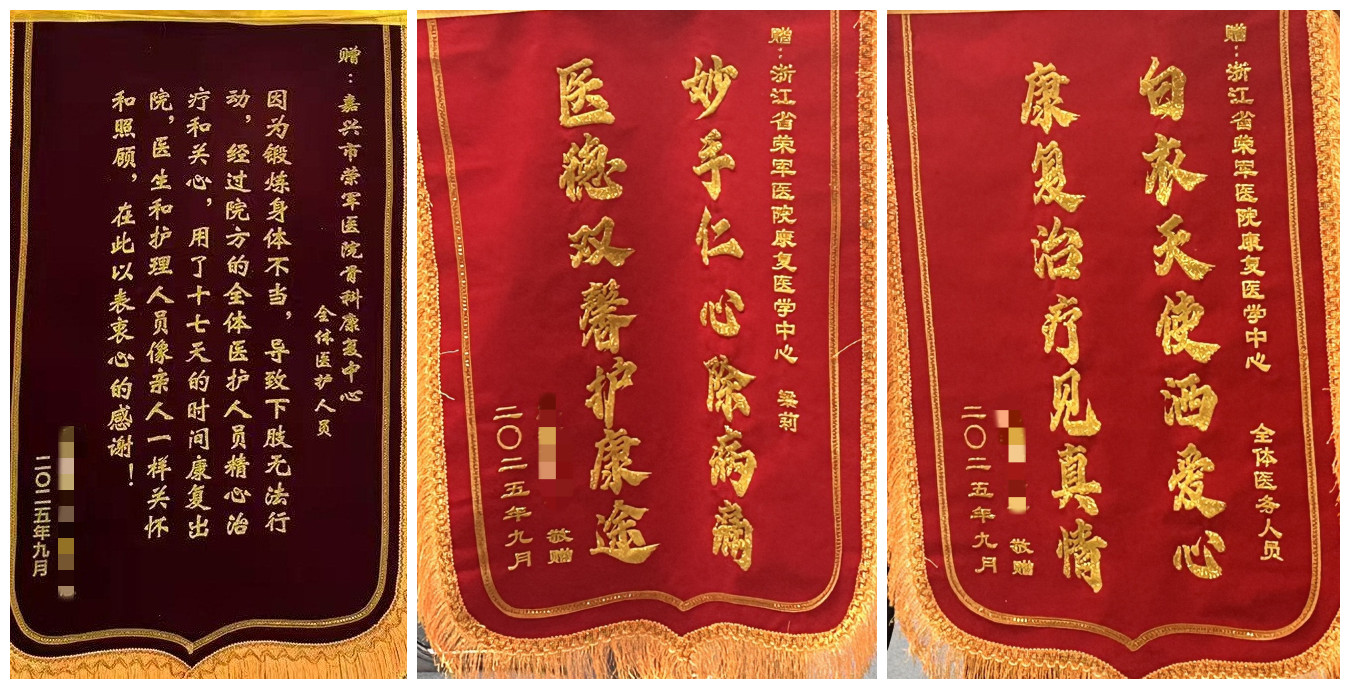 赠：嘉兴市荣军医院骨科康复中心
全体医护人员
因为锻炼身体不当，导致下肢无法行
动，经过院方的全体医护人员精心治
疗和关心，用了十七天的时间康复出
院，医生和护理人员像亲人一样关怀
和照顾，在此以表衷心的感谢！
二〇二五年九月
赠：浙江省荣军医院康复医学中心 梁莉
妙手仁心除病痛
医德双馨护康途
敬赠
二〇二五年九月
赠：浙江省荣军医院康复医学中心 全体医务人员
白衣天使洒爱心
康复治疗见真情
敬赠
二〇二五年九月